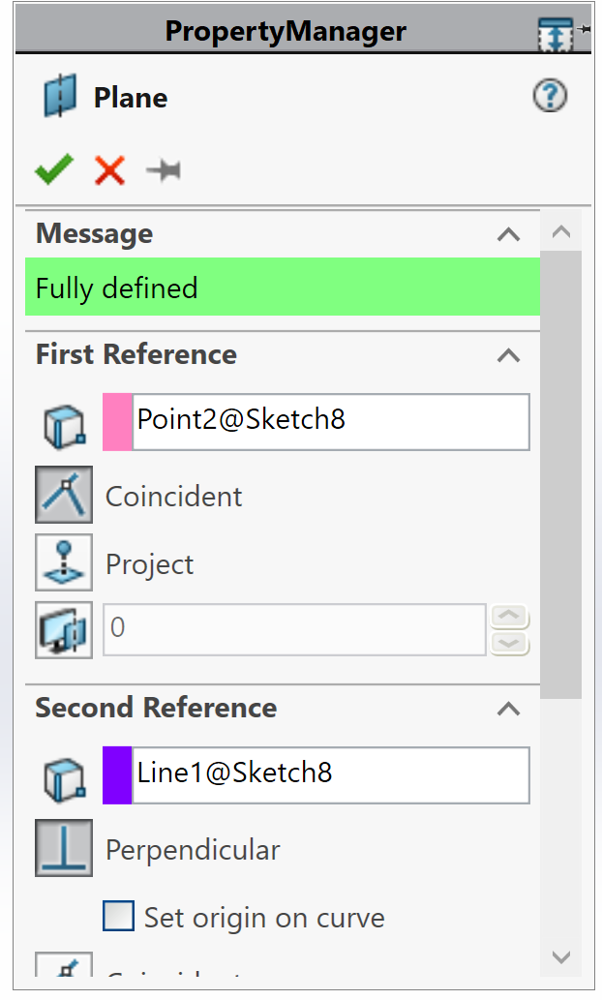 PropertyManager
Plane
Message
Fully defined
First Reference
Point2@Sketch8
Coincident
Project
0
Second Reference
Line1@Sketch8
Perpendicular
Set origin on curve